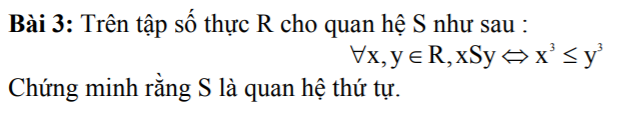 Bài 3: Trên tập số thực R cho quan hệ S như sau :
∀x,y∈R,xSy⇔x³≤y³
Chứng minh rằng S là quan hệ thứ tự.